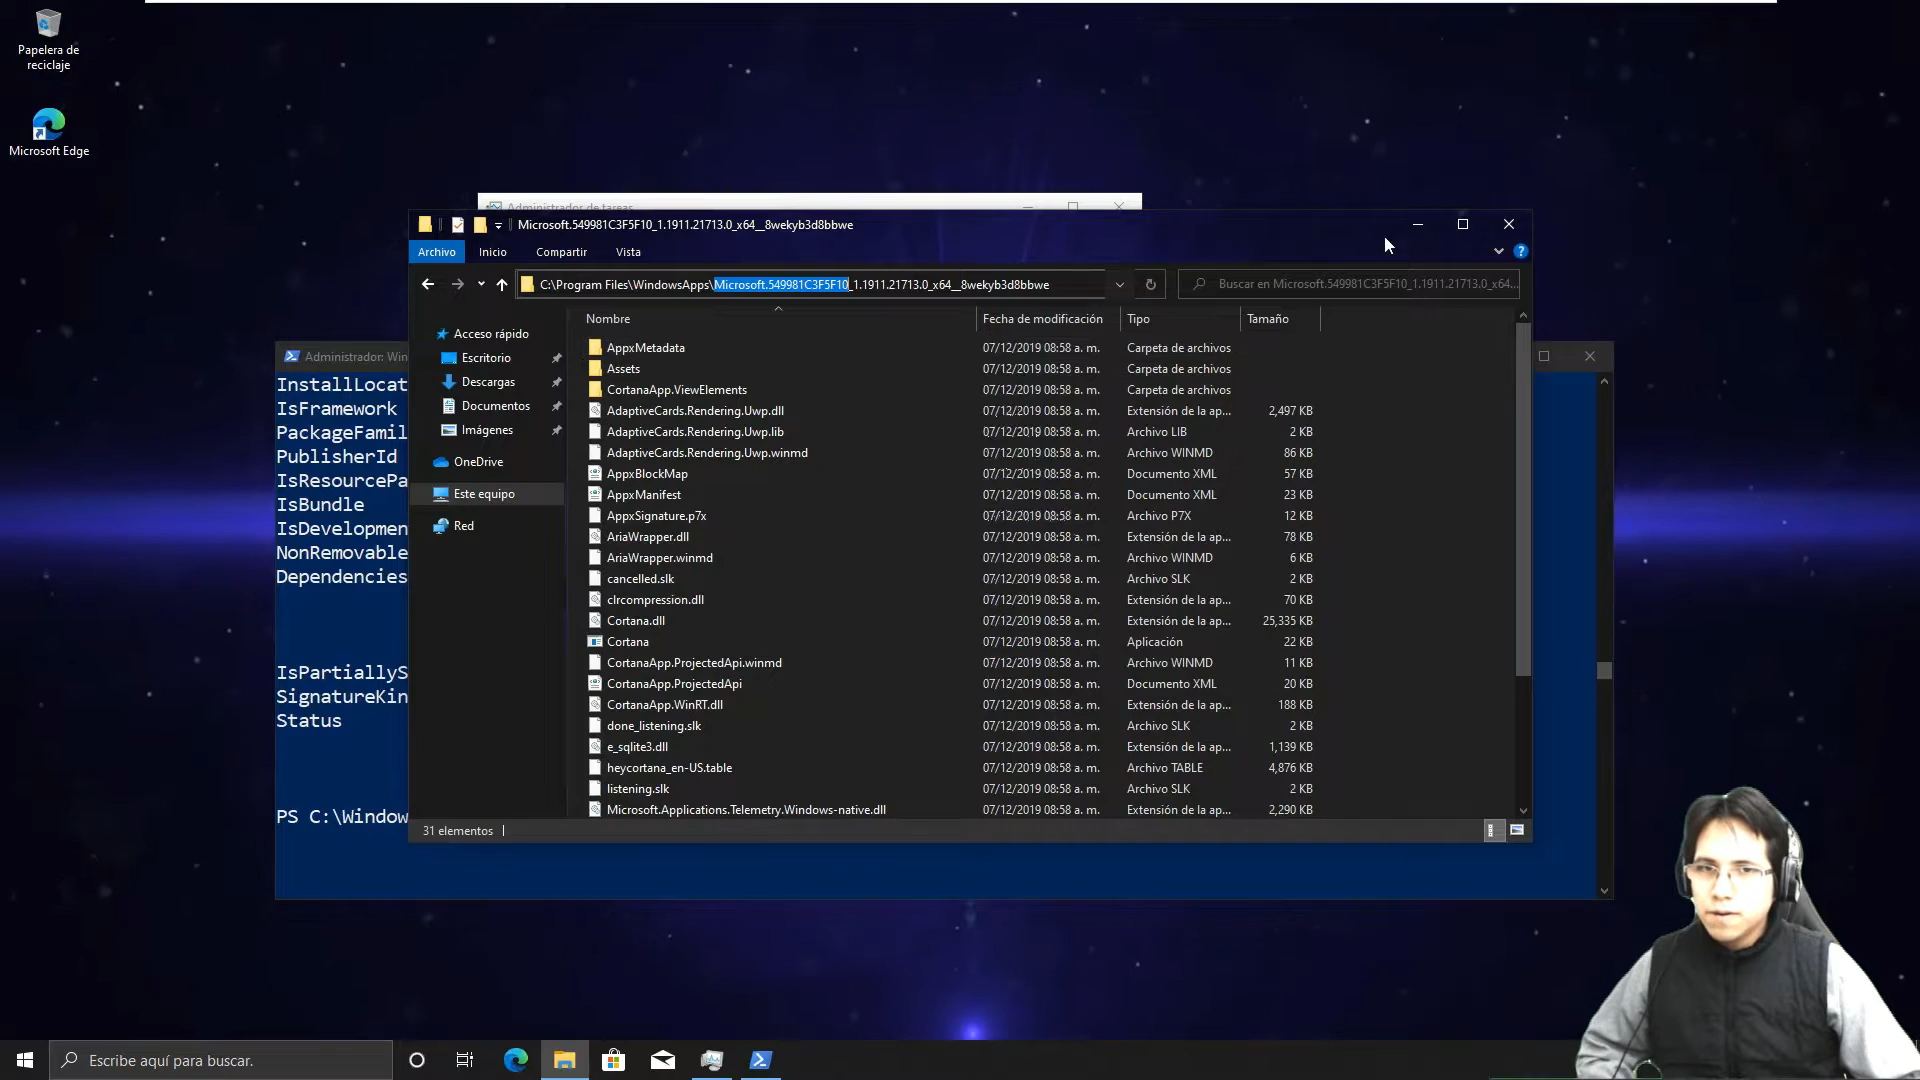 Papelera de
reciclaje
Microsoft Edge
Administrador de tareas
Microsoft.549981C3F5F10_1.1911.21713.0_x64__8wekyb3d8bbwe
Archivo
Inicio
Compartir
Vista
C:\Program Files\WindowsApps\Microsoft.549981C3F5F10_1.1911.21713.0_x64__8wekyb3d8bbwe
Buscar en Microsoft.549981C3F5F10_1.1911.21713.0_x64...
Acceso rápido
Escritorio
Descargas
Documentos
Imágenes
OneDrive
Este equipo
Red
Nombre Fecha de modificación Tipo Tamaño
AppxMetadata 07/12/2019 08:58 a. m. Carpeta de archivos
Assets 07/12/2019 08:58 a. m. Carpeta de archivos
CortanaApp.ViewElements 07/12/2019 08:58 a. m. Carpeta de archivos
AdaptiveCards.Rendering.Uwp.dll 07/12/2019 08:58 a. m. Extensión de la ap... 2,497 KB
AdaptiveCards.Rendering.Uwp.lib 07/12/2019 08:58 a. m. Archivo LIB 2 KB
AdaptiveCards.Rendering.Uwp.winmd 07/12/2019 08:58 a. m. Archivo WINMD 86 KB
AppxBlockMap 07/12/2019 08:58 a. m. Documento XML 57 KB
AppxManifest 07/12/2019 08:58 a. m. Documento XML 23 KB
AppxSignature.p7x 07/12/2019 08:58 a. m. Archivo P7X 12 KB
AriaWrapper.dll 07/12/2019 08:58 a. m. Extensión de la ap... 78 KB
AriaWrapper.winmd 07/12/2019 08:58 a. m. Archivo WINMD 6 KB
cancelled.slk 07/12/2019 08:58 a. m. Archivo SLK 2 KB
clrcompression.dll 07/12/2019 08:58 a. m. Extensión de la ap... 70 KB
Cortana.dll 07/12/2019 08:58 a. m. Extensión de la ap... 25,335 KB
Cortana 07/12/2019 08:58 a. m. Aplicación 22 KB
CortanaApp.ProjectedApi.winmd 07/12/2019 08:58 a. m. Archivo WINMD 11 KB
CortanaApp.ProjectedApi 07/12/2019 08:58 a. m. Documento XML 20 KB
CortanaApp.WinRT.dll 07/12/2019 08:58 a. m. Extensión de la ap... 188 KB
done_listening.slk 07/12/2019 08:58 a. m. Archivo SLK 2 KB
e_sqlite3.dll 07/12/2019 08:58 a. m. Extensión de la ap... 1,139 KB
heycortana_en-US.table 07/12/2019 08:58 a. m. Archivo TABLE 4,876 KB
listening.slk 07/12/2019 08:58 a. m. Archivo SLK 2 KB
Microsoft.Applications.Telemetry.Windows-native.dll 07/12/2019 08:58 a. m. Extensión de la ap... 2,290 KB
31 elementos
Administrador: Win
InstallLocat
IsFramework
PackageFamil
PublisherId
IsResourcePa
IsBundle
IsDevelopmen
NonRemovable
Dependencies
IsPartiallyS
SignatureKin
Status
PS C:\Window
Escribe aquí para buscar.